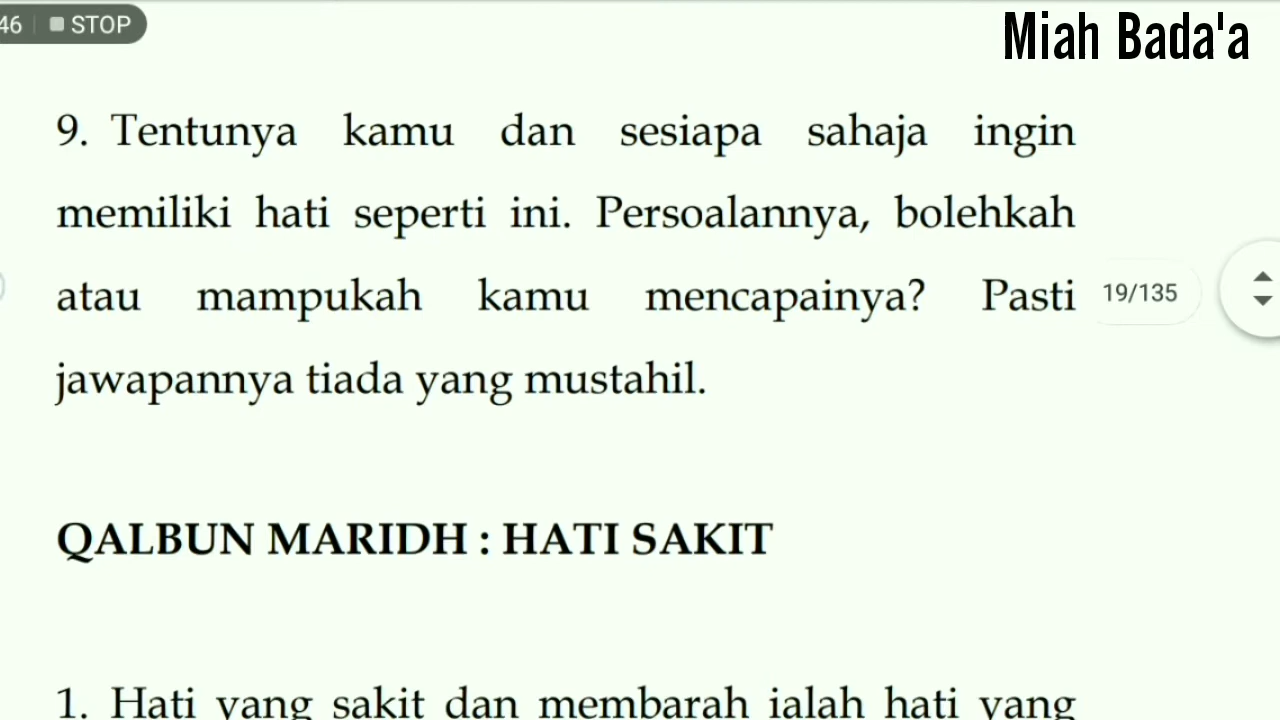 46 STOP
Miah Bada'a
9. Tentunya kamu dan sesiapa sahaja ingin
memiliki hati seperti ini. Persoalannya, bolehkah
atau mampukah kamu mencapainya? Pasti
19/135
jawapannya tiada yang mustahil.
QALBUN MARIDH : HATI SAKIT
1. Hati yang sakit dan membarah ialah hati yang